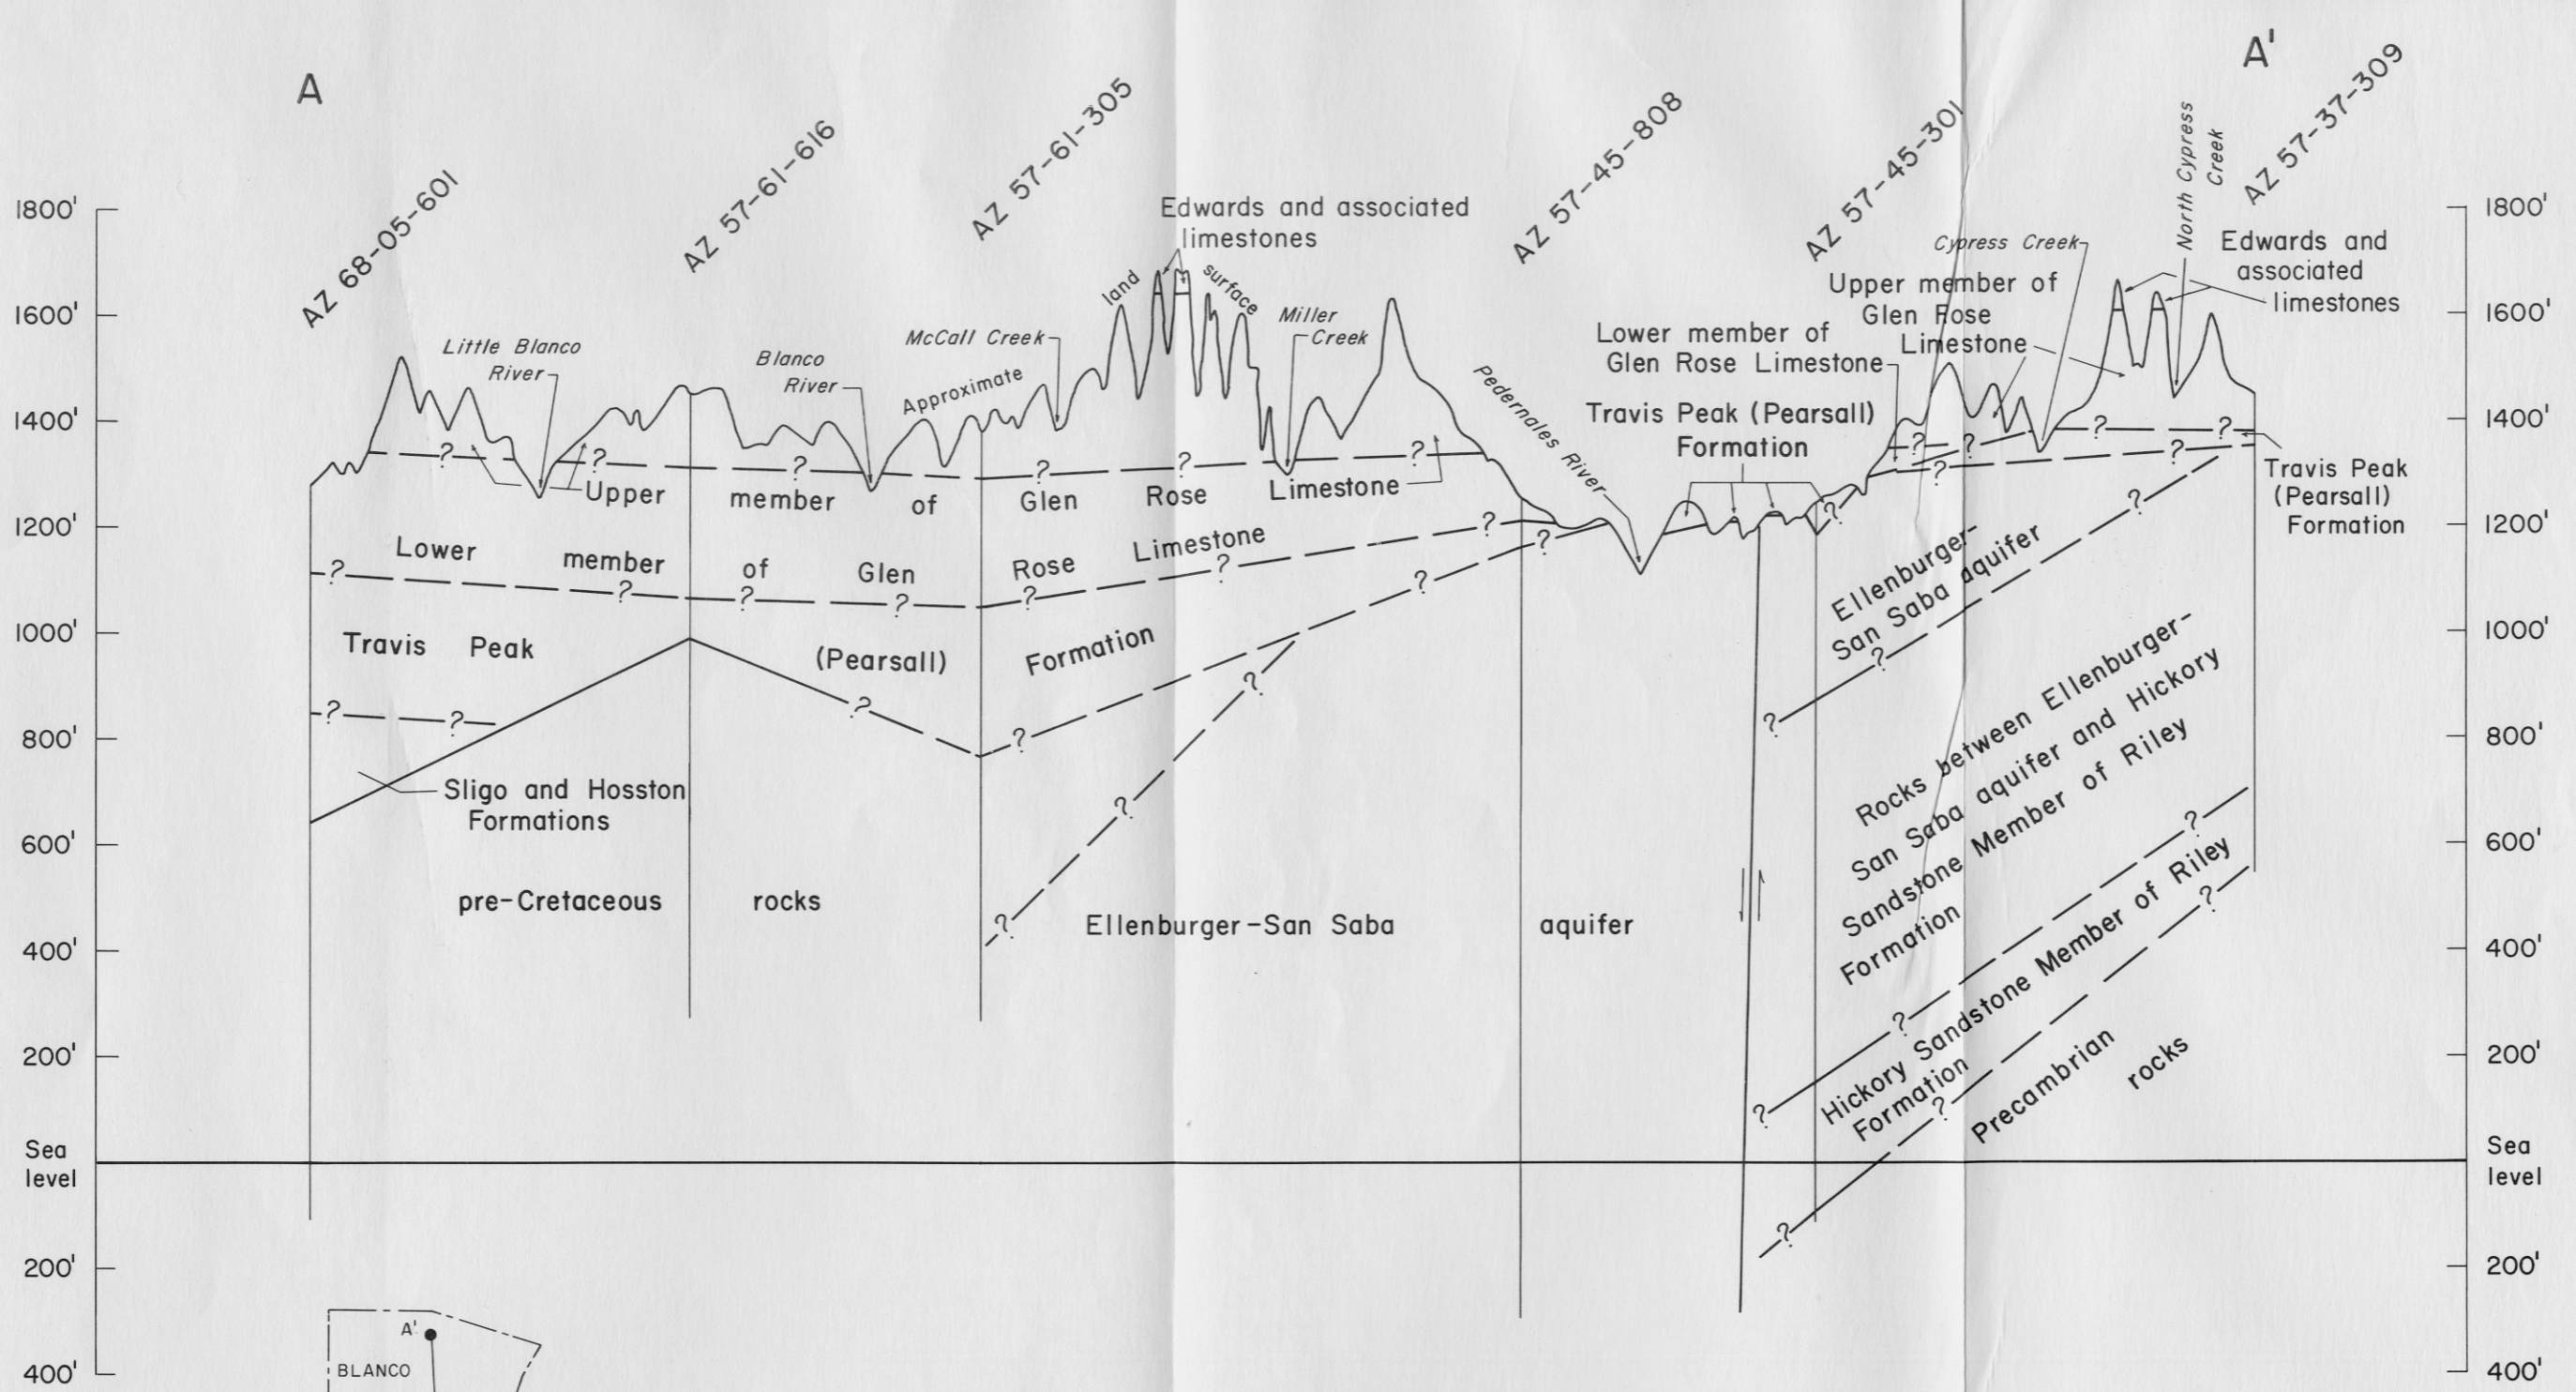 A
A'
AZ 68-05-601
AZ 57-61-616
AZ 57-61-305
AZ 57-45-808
AZ 57-45-301
AZ 57-37-309
1800'
1600'
1400'
1200'
1000'
800'
600'
400'
200'
Sea
level
200'
400'
Little Blanco
River
Blanco
River
McCall Creek
Approximate
land
surface
Edwards and associated
limestones
Miller
Creek
Pedernales River
Lower member of
Glen Rose Limestone
Travis Peak (Pearsall)
Formation
Upper member of
Glen Rose
Limestone
Cypress Creek
North Cypress
Creek
Edwards and
associated
limestones
Travis Peak
(Pearsall)
Formation
? ? ? ? ? ? ? ? ? ? ?
Upper member of Glen Rose Limestone
Lower member of Glen Rose Limestone
? ? ? ? ? ? ? ?
Travis Peak (Pearsall) Formation
? ? ? ? ? ? ? ?
Sligo and Hosston
Formations
pre-Cretaceous rocks
Ellenburger-San Saba aquifer
Ellenburger-
San Saba aquifer
? ? ?
Rocks between Ellenburger-
San Saba aquifer and Hickory
Sandstone Member of Riley
Formation
? ? ?
Hickory Sandstone Member of Riley
Formation
? ? ?
Precambrian rocks
1800'
1600'
1400'
1200'
1000'
800'
600'
400'
200'
Sea
level
200'
400'
A'
BLANCO